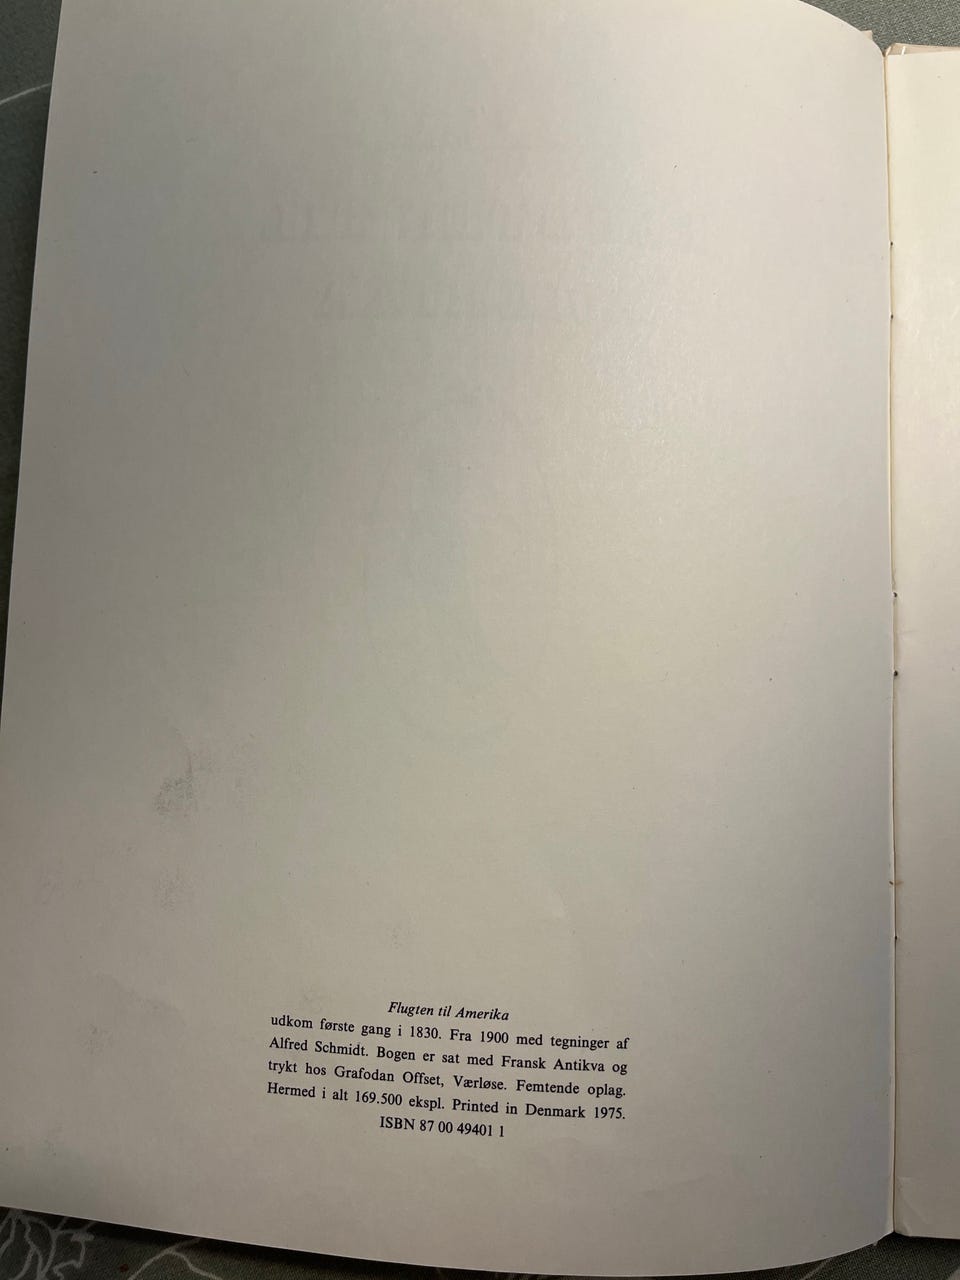 Flugten til Amerika
udkom første gang i 1830. Fra 1900 med tegninger af
Alfred Schmidt. Bogen er sat med Fransk Antikva og
trykt hos Grafodan Offset, Værløse. Femtende oplag.
Hermed i alt 169.500 ekspl. Printed in Denmark 1975.
ISBN 87 00 49401 1